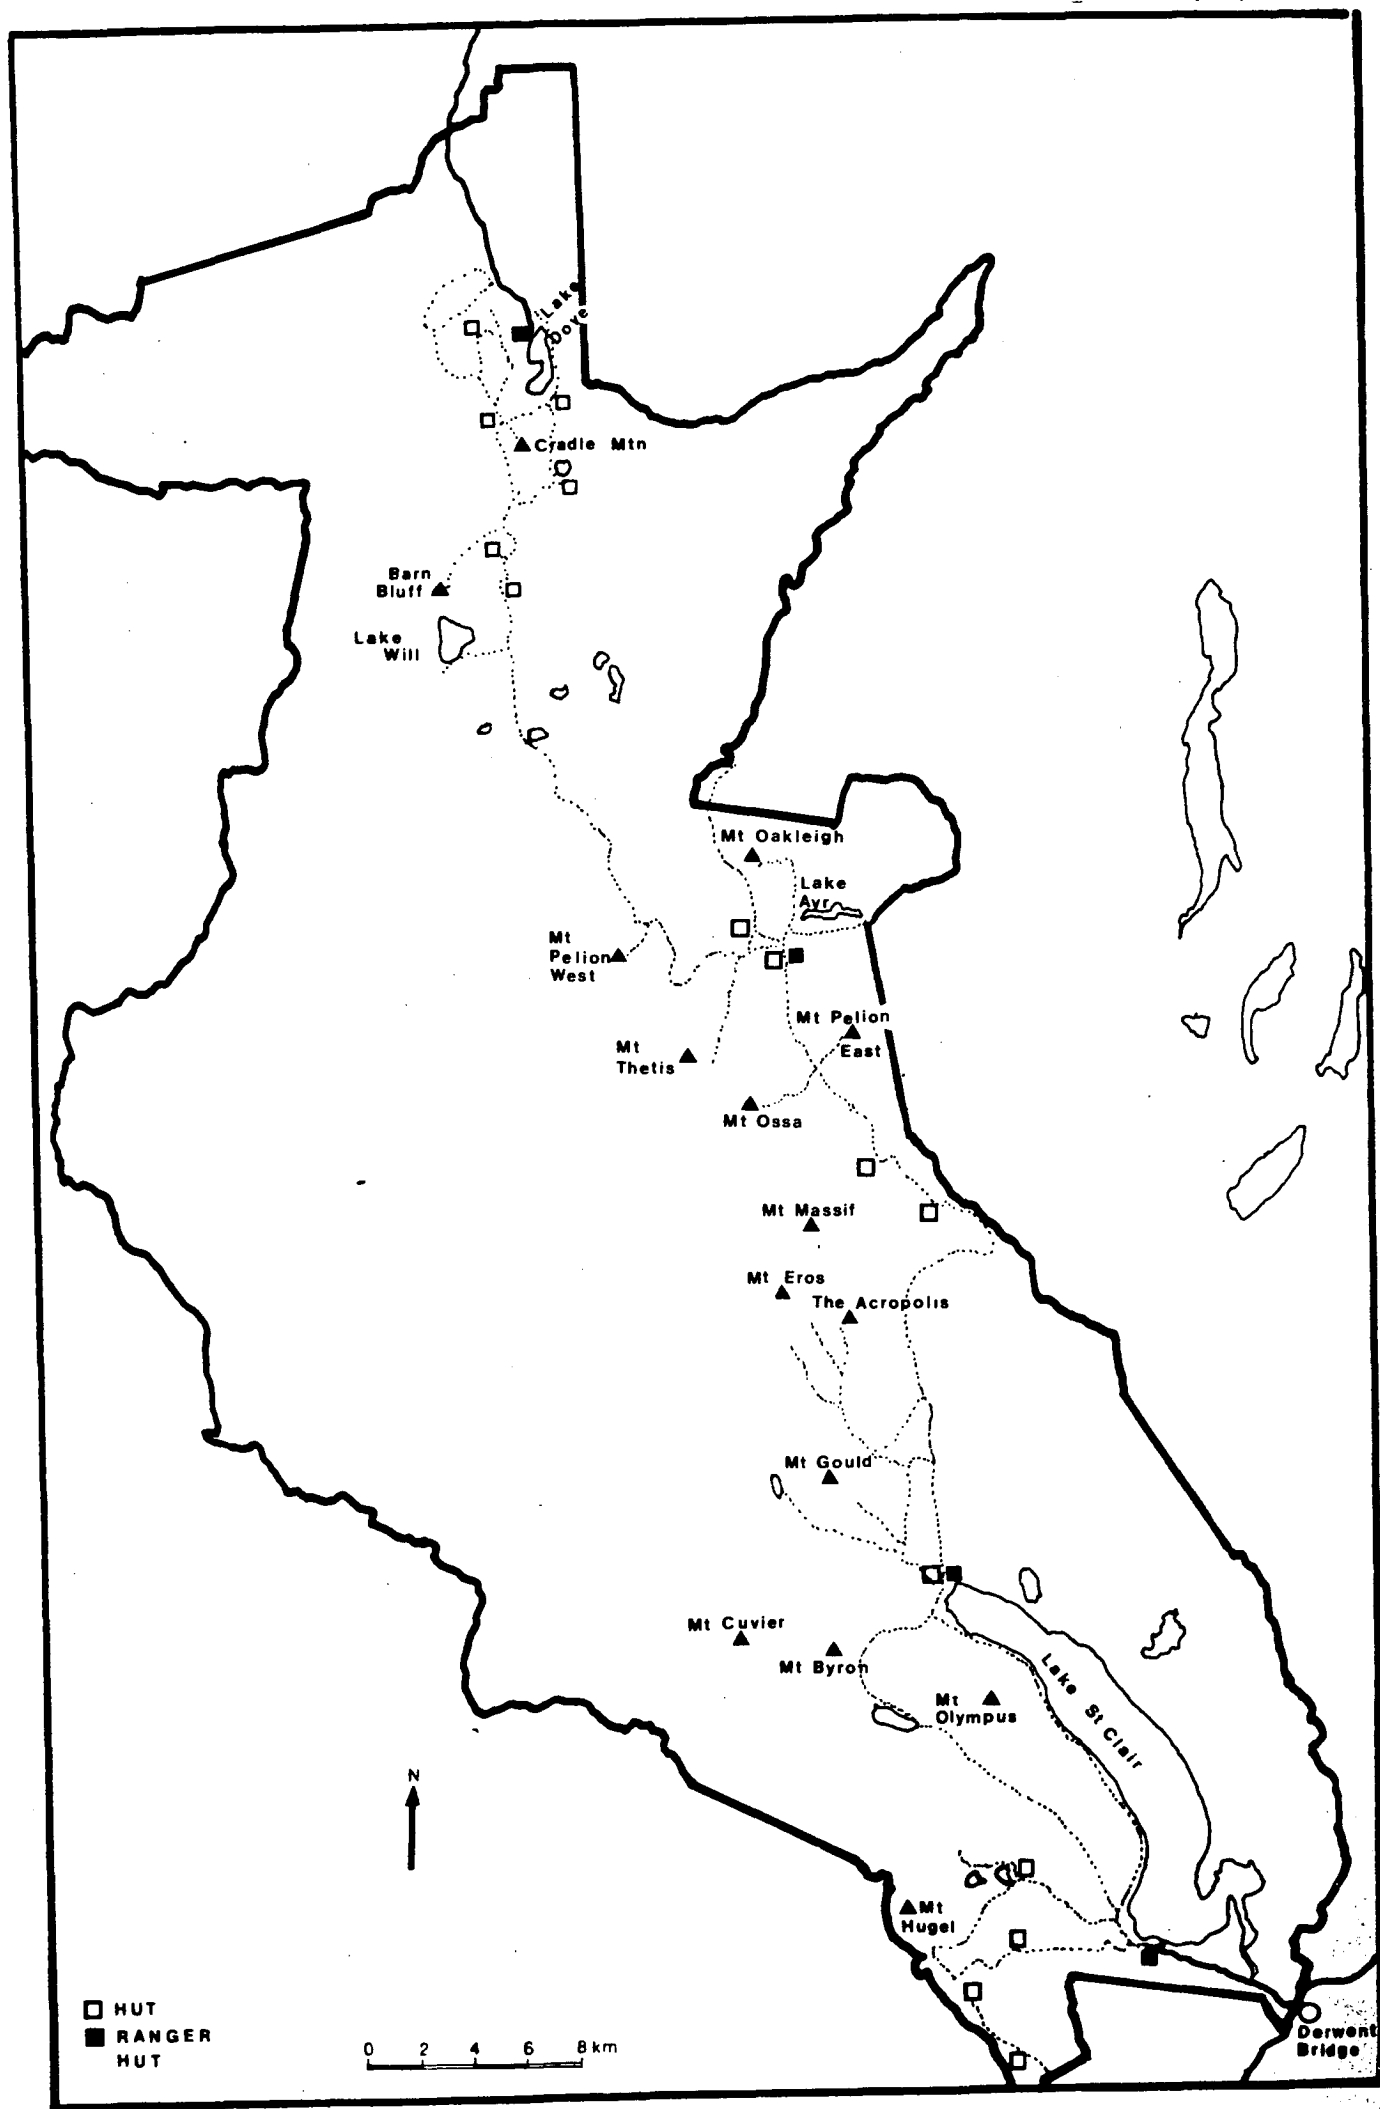 Lake
Dove
Cradle Mtn
Barn
Bluff
Lake
Will
Mt Oakleigh
Lake
Ayr
Mt
Pelion
West
Mt Pelion
East
Mt
Thetis
Mt Ossa
Mt Massif
Mt Eros
The Acropolis
Mt Gould
Mt Cuvier
Mt Byron
Mt
Olympus
Lake St Clair
N
Mt
Hugel
HUT
RANGER
HUT
0 2 4 6 8 km
Derwent
Bridge